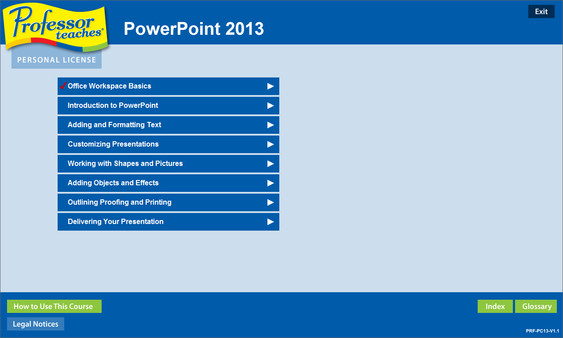 Professor
teaches®
PowerPoint 2013
Exit
PERSONAL LICENSE
Office Workspace Basics
Introduction to PowerPoint
Adding and Formatting Text
Customizing Presentations
Working with Shapes and Pictures
Adding Objects and Effects
Outlining Proofing and Printing
Delivering Your Presentation
How to Use This Course
Index
Glossary
Legal Notices
PRF-PC13-V1.1